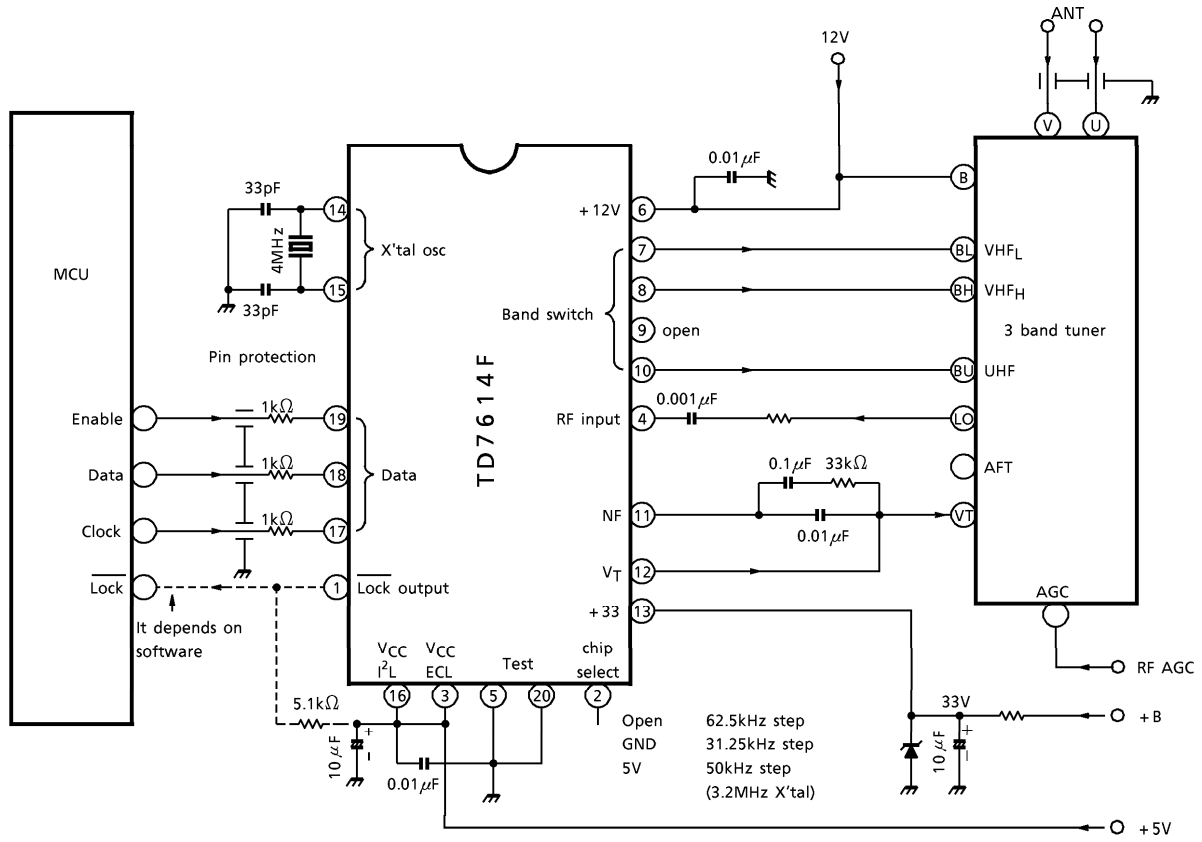 ANT
12V
V
U
0.01μF
B
33pF
14
+12V
6
4MHz
X'tal osc
7
BL
VHFL
MCU
15
8
BH
VHFH
33pF
Band switch
9
open
3 band tuner
Pin protection
TD7614F
10
BU
UHF
0.001μF
Enable
1kΩ
19
RF input
4
LO
Data
1kΩ
18
Data
AFT
0.1μF
33kΩ
Clock
1kΩ
17
NF
11
VT
0.01μF
Lock
1
Lock output
VT
12
AGC
It depends on
software
+33
13
VCC
I2L
VCC
ECL
Test
chip
select
RF AGC
16
3
5
20
2
5.1kΩ
33V
+B
10μF
+
-
Open 62.5kHz step
GND 31.25kHz step
5V 50kHz step
(3.2MHz X'tal)
10μF
+
-
0.01μF
+5V